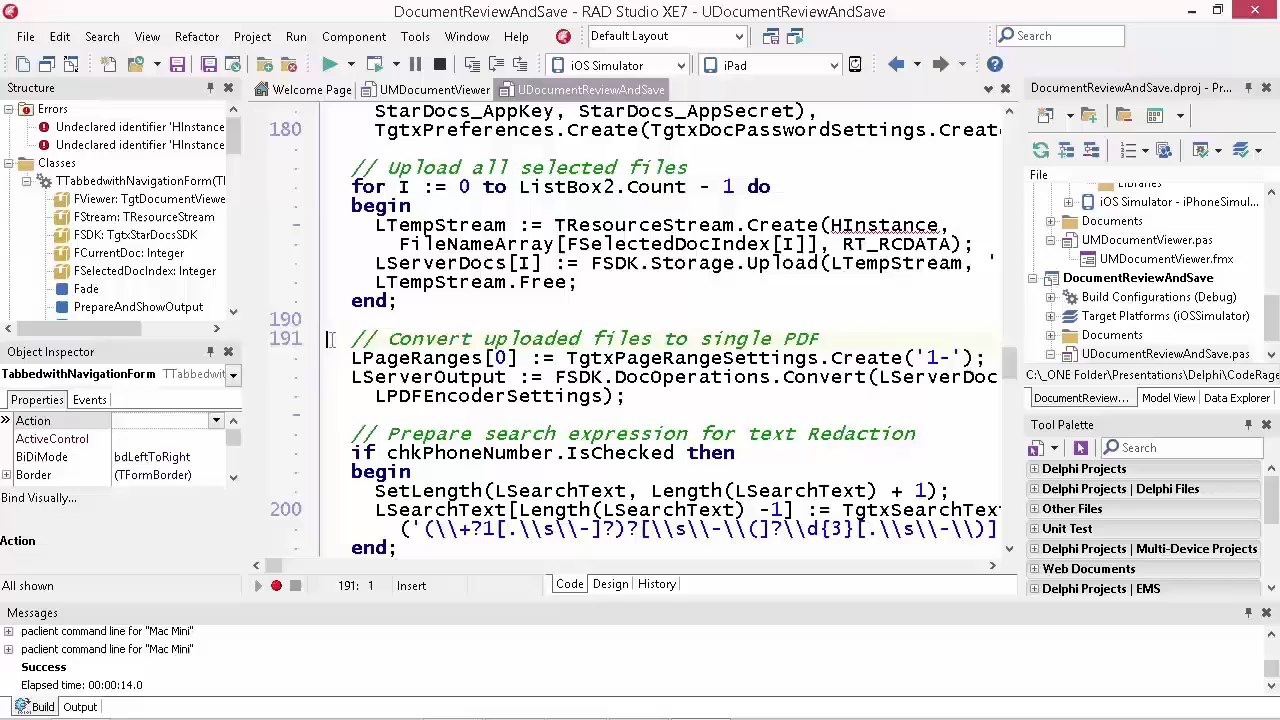 DocumentReviewAndSave - RAD Studio XE7 - UDocumentReviewAndSave
File Edit Search View Refactor Project Run Component Tools Window Help Default Layout Search
iOS Simulator iPad
Structure
Errors
Undeclared identifier 'HInstance
Undeclared identifier 'HInstance
Classes
TTabbedwithNavigationForm(T
FViewer: TgtDocumentViewe
FStream: TResourceStream
FSDK: TgtxStarDocsSDK
FCurrentDoc: Integer
FSelectedDocIndex: Integer
Fade
PrepareAndShowOutput
Object Inspector
TabbedwithNavigationForm TTabbedwit
Properties Events
Action
ActiveControl
BiDiMode bdLeftToRight
Border (TFormBorder)
Bind Visually...
Action
All shown
Welcome Page UMDocumentViewer UDocumentReviewAndSave
StarDocs_AppKey, StarDocs_AppSecret),
180 TgtxPreferences.Create(TgtxDocPasswordSettings.Create
// Upload all selected files
for I := 0 to ListBox2.Count - 1 do
begin
LTempStream := TResourceStream.Create(HInstance,
FileNameArray[FSelectedDocIndex[I]], RT_RCDATA);
LServerDocs[I] := FSDK.Storage.Upload(LTempStream, '
LTempStream.Free;
end;
190
191 // Convert uploaded files to single PDF
LPageRanges[0] := TgtxPageRangeSettings.Create('1-');
LServerOutput := FSDK.DocOperations.Convert(LServerDoc
LPDFEncoderSettings);
// Prepare search expression for text Redaction
if chkPhoneNumber.IsChecked then
begin
SetLength(LSearchText, Length(LSearchText) + 1);
200 LSearchText[Length(LSearchText) -1] := TgtxSearchText
('(\\+?1[.\\s\\-]?)?[\\s\\-\\(]?\\d{3}[.\\s\\-\\)]
end;
191: 1 Insert Code Design History
DocumentReviewAndSave.dproj - Pr...
File
Libraries
iOS Simulator - iPhoneSimul...
Documents
UMDocumentViewer.pas
UMDocumentViewer.fmx
DocumentReviewAndSave
Build Configurations (Debug)
Target Platforms (iOSSimulator)
Documents
UDocumentReviewAndSave.pas
C:\_ONE Folder\Presentations\Delphi\CodeRage
DocumentReview... Model View Data Explorer
Tool Palette
Search
Delphi Projects
Delphi Projects | Delphi Files
Other Files
Unit Test
Delphi Projects | Multi-Device Projects
Web Documents
Delphi Projects | EMS
Messages
paclient command line for "Mac Mini"
paclient command line for "Mac Mini"
Success
Elapsed time: 00:00:14.0
Build Output